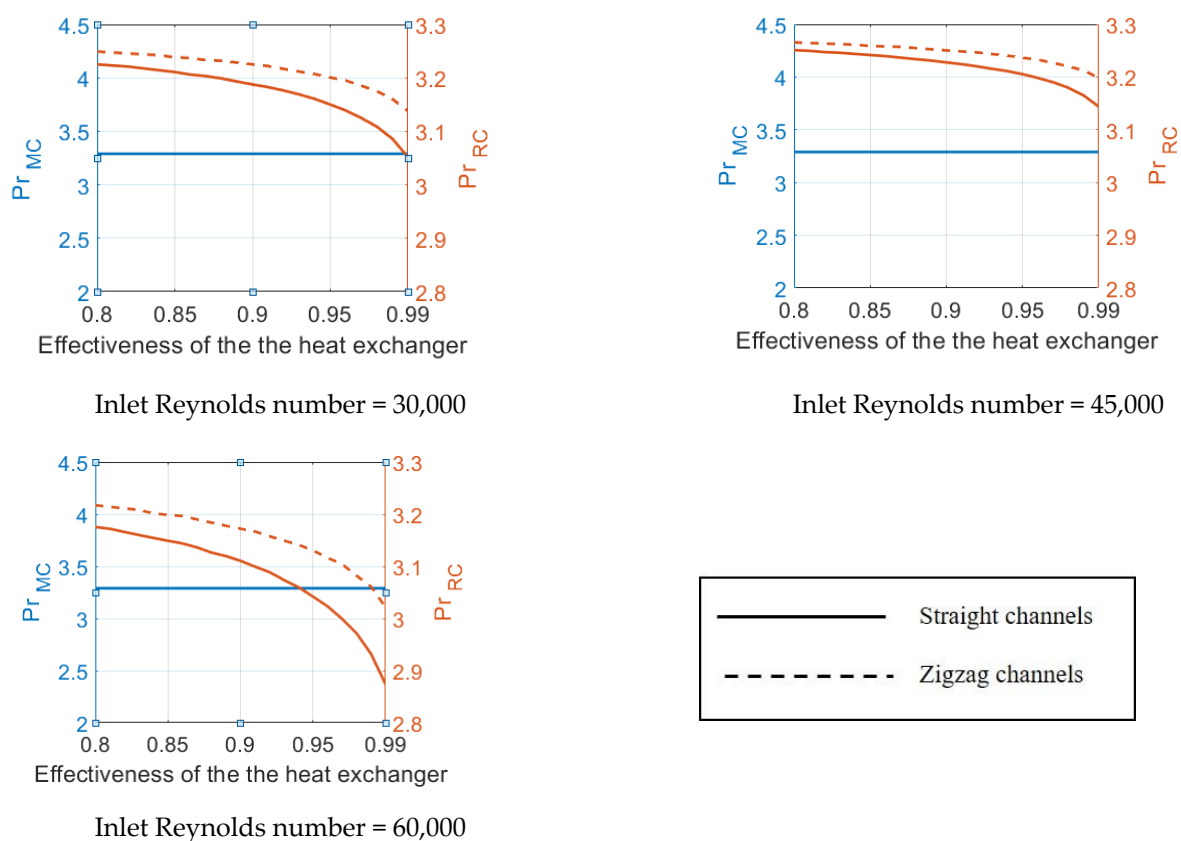 4.5
4
3.5
3
2.5
2
Pr MC
3.3
3.2
3.1
3
2.9
2.8
Pr RC
0.8 0.85 0.9 0.95 0.99
Effectiveness of the the heat exchanger
Inlet Reynolds number = 30,000
4.5
4
3.5
3
2.5
2
Pr MC
3.3
3.2
3.1
3
2.9
2.8
Pr RC
0.8 0.85 0.9 0.95 0.99
Effectiveness of the the heat exchanger
Inlet Reynolds number = 45,000
4.5
4
3.5
3
2.5
2
Pr MC
3.3
3.2
3.1
3
2.9
2.8
Pr RC
0.8 0.85 0.9 0.95 0.99
Effectiveness of the the heat exchanger
Inlet Reynolds number = 60,000
Straight channels
Zigzag channels